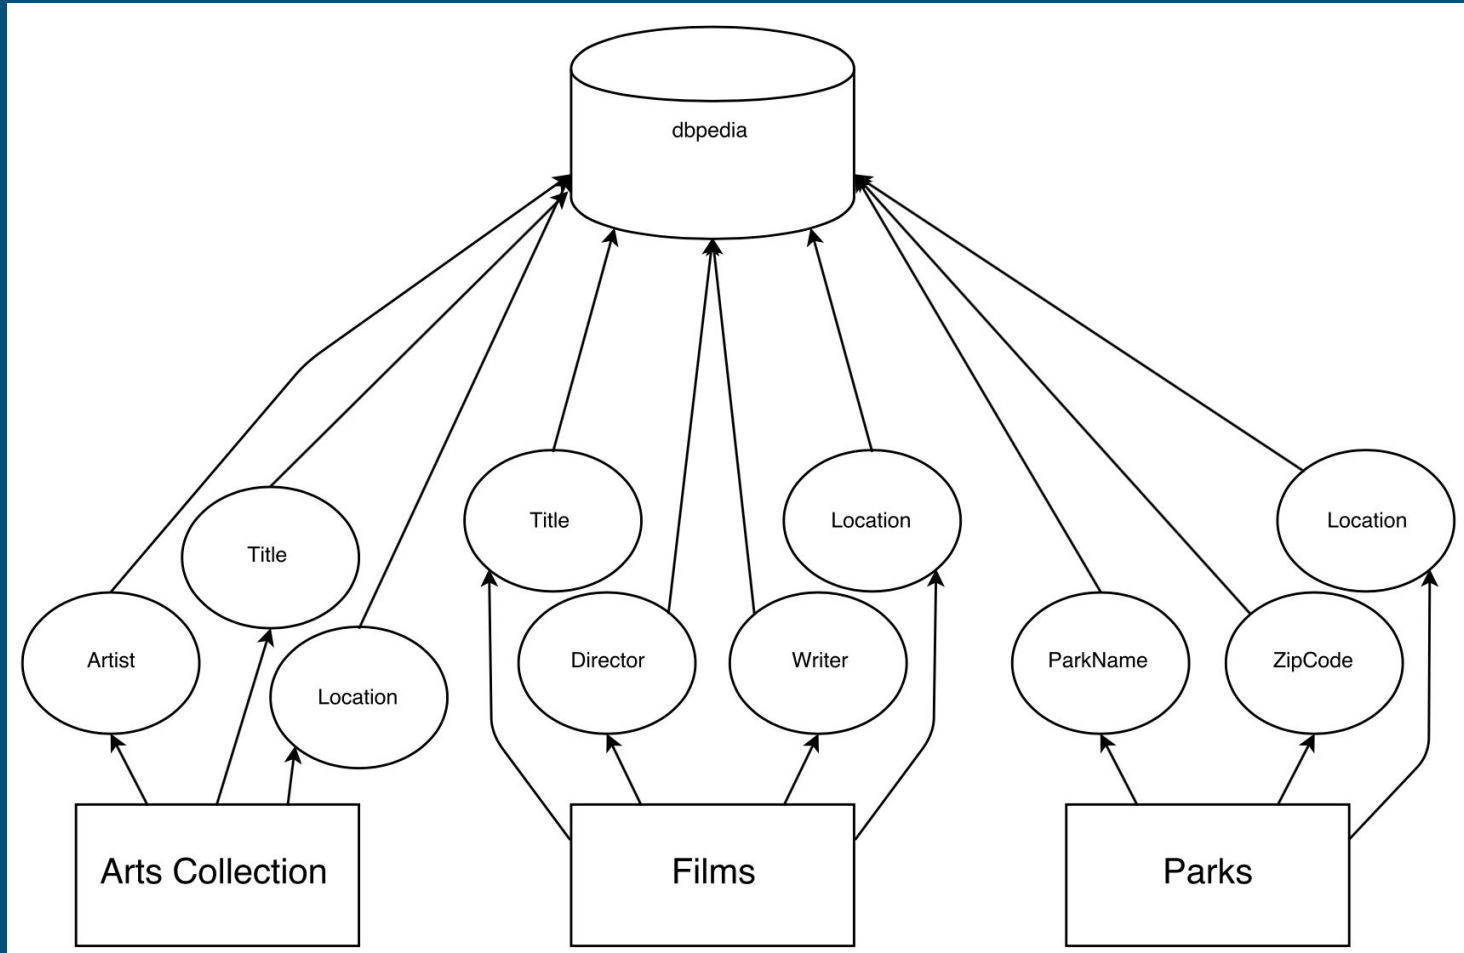 dbpedia
Title
Location
Location
Title
Artist
Director
Writer
ParkName
ZipCode
Location
Arts Collection
Films
Parks